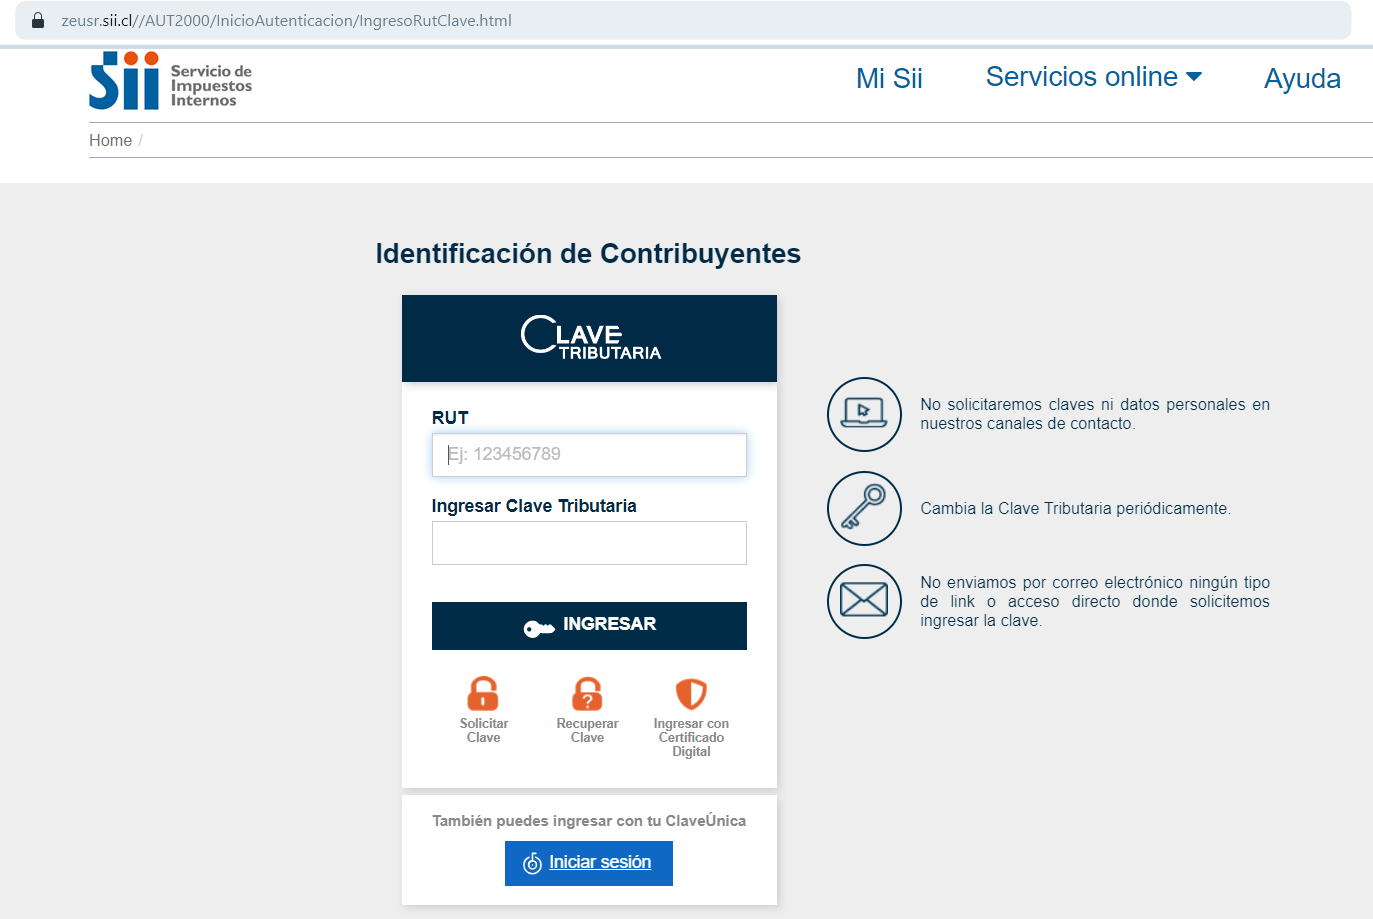 zeusr.sii.cl//AUT2000/InicioAutenticacion/IngresoRutClave.html
Sii Servicio de
Impuestos
Internos
Mi Sii
Servicios online
Ayuda
Home /
Identificación de Contribuyentes
CLAVE
TRIBUTARIA
RUT
Ej: 123456789
Ingresar Clave Tributaria
INGRESAR
Solicitar
Clave
Recuperar
Clave
Ingresar con
Certificado
Digital
También puedes ingresar con tu ClaveÚnica
Iniciar sesión
No solicitaremos claves ni datos personales en
nuestros canales de contacto.
Cambia la Clave Tributaria periódicamente.
No enviamos por correo electrónico ningún tipo
de link o acceso directo donde solicitemos
ingresar la clave.